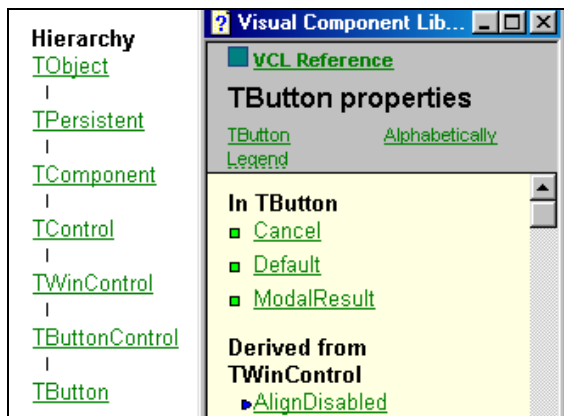 Hierarchy
TObject
TPersistent
TComponent
TControl
TWinControl
TButtonControl
TButton
Visual Component Lib...
VCL Reference
TButton properties
TButton Alphabetically
Legend
In TButton
Cancel
Default
ModalResult
Derived from
TWinControl
AlignDisabled